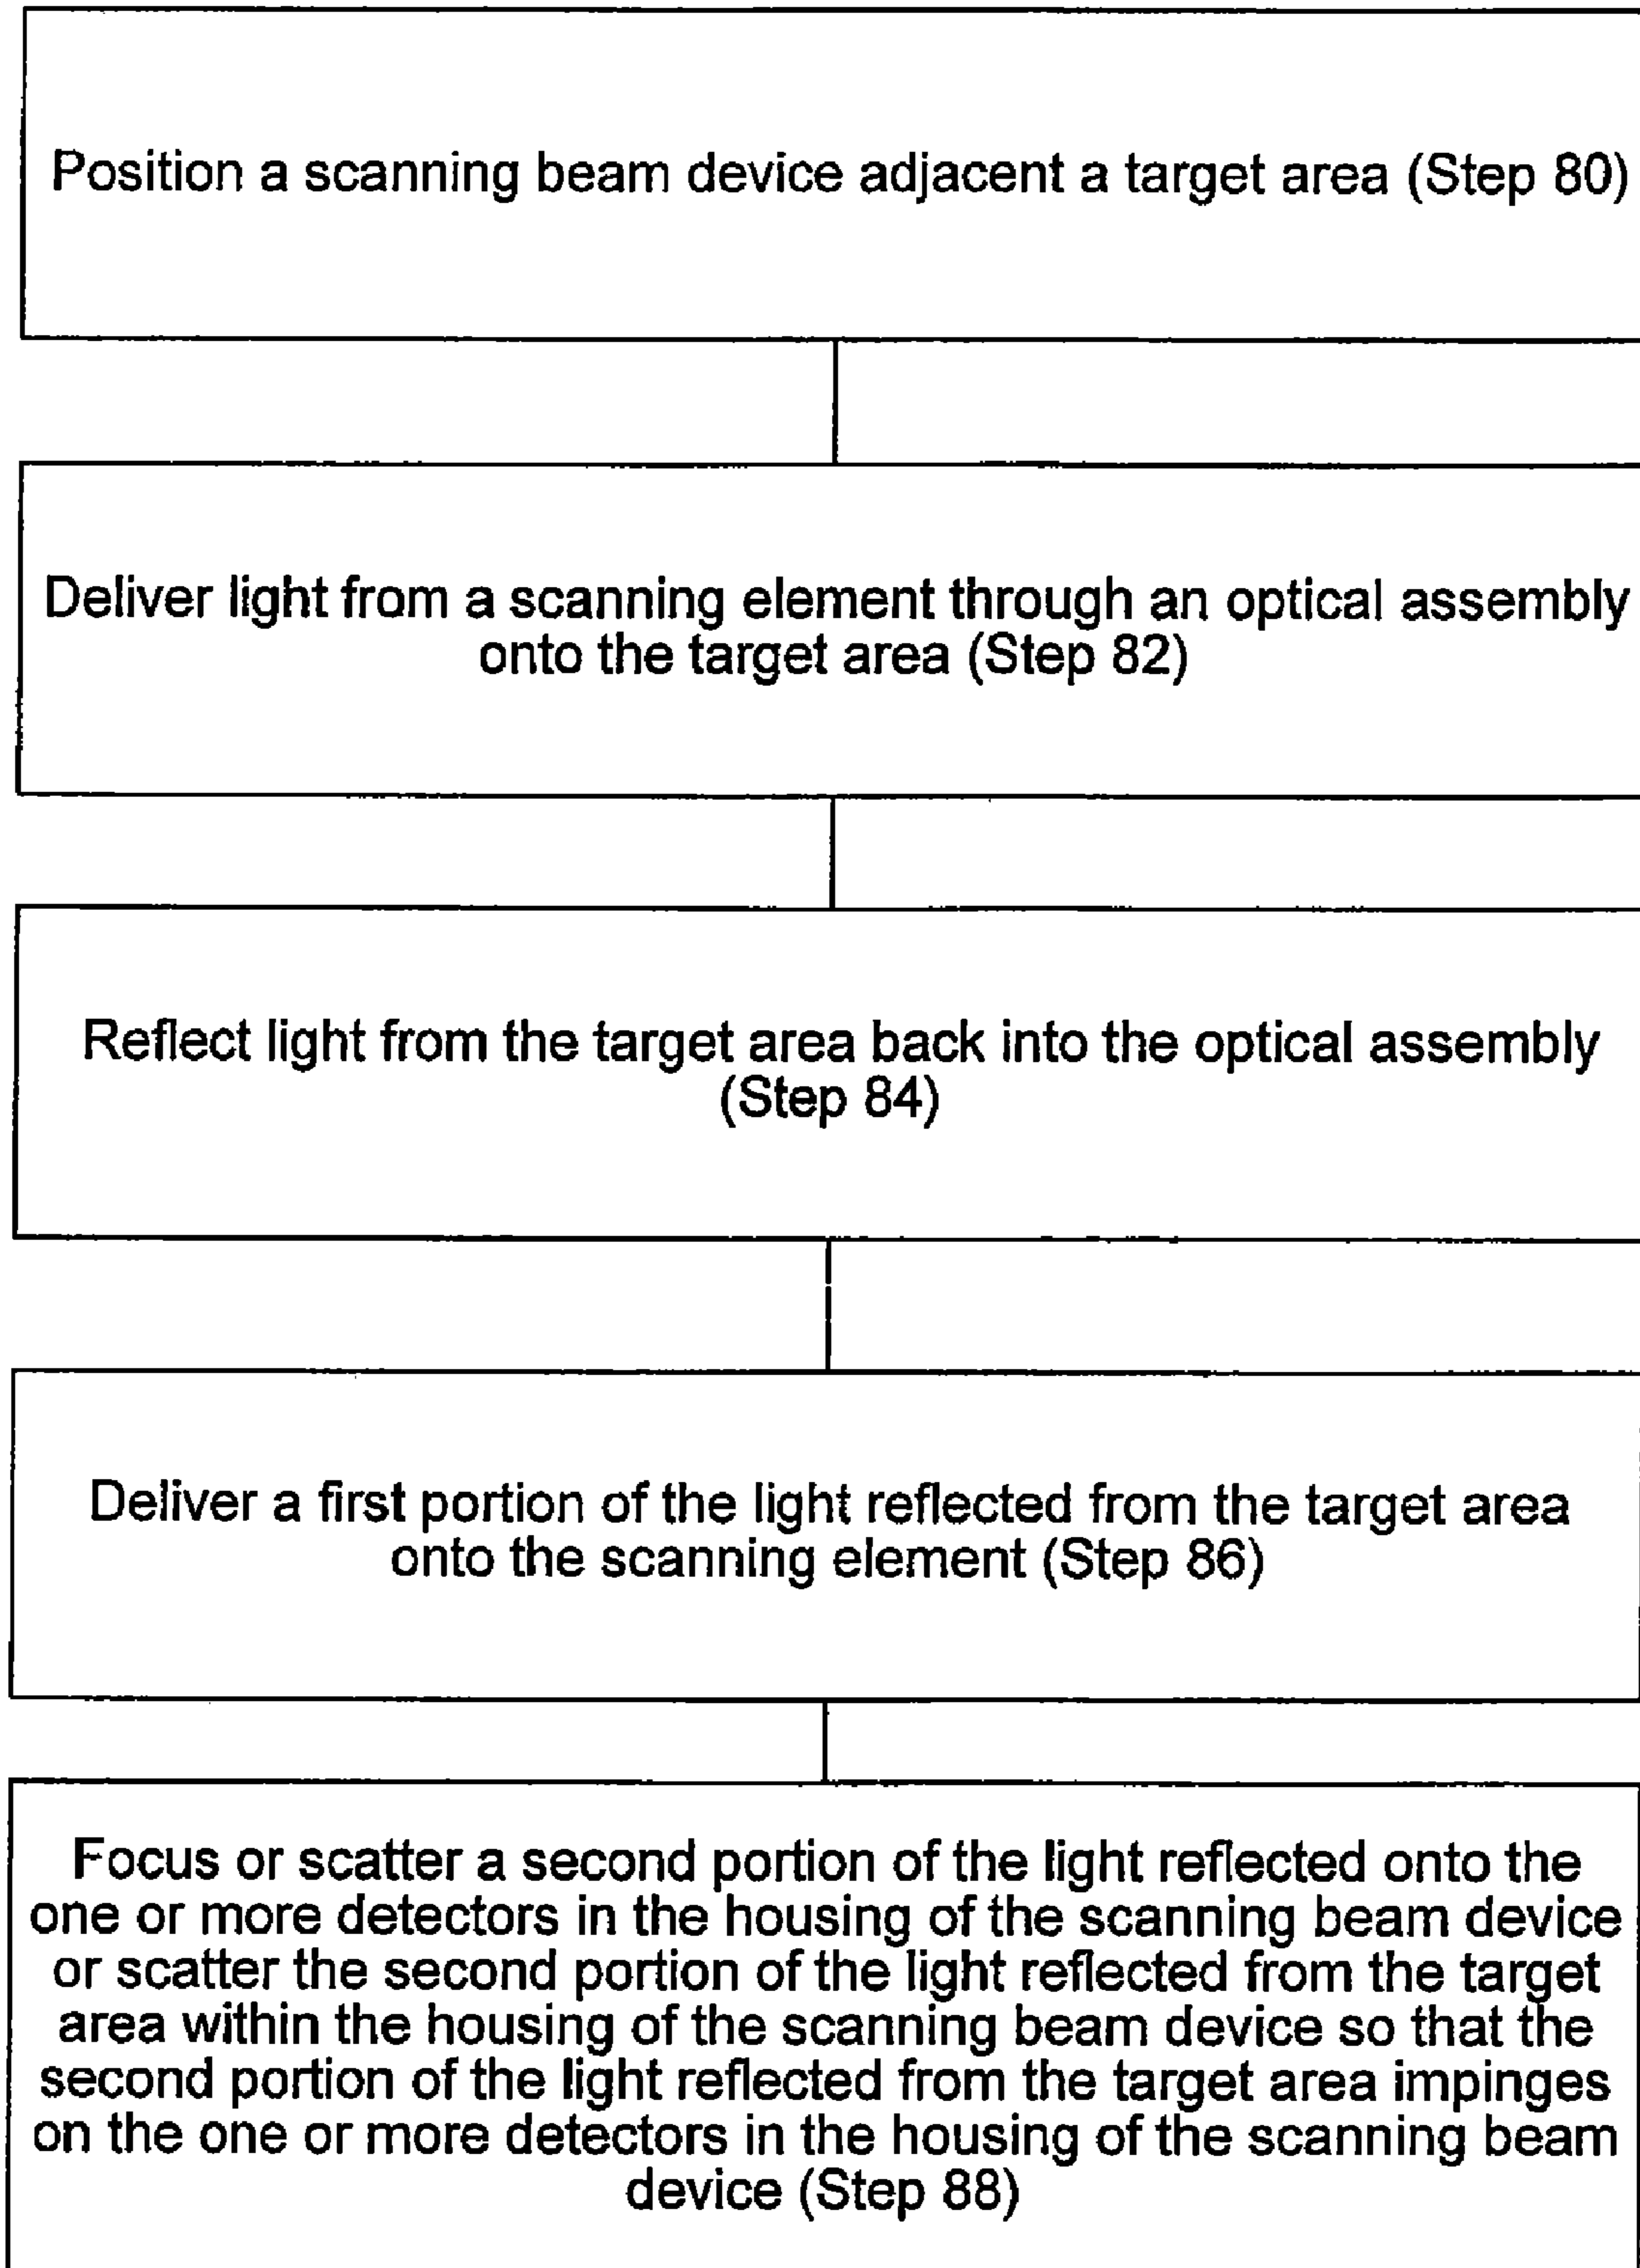 Position a scanning beam device adjacent a target area (Step 80)
Deliver light from a scanning element through an optical assembly
onto the target area (Step 82)
Reflect light from the target area back into the optical assembly
(Step 84)
Deliver a first portion of the light reflected from the target area
onto the scanning element (Step 86)
Focus or scatter a second portion of the light reflected onto the
one or more detectors in the housing of the scanning beam device
or scatter the second portion of the light reflected from the target
area within the housing of the scanning beam device so that the
second portion of the light reflected from the target area impinges
on the one or more detectors in the housing of the scanning beam
device (Step 88)